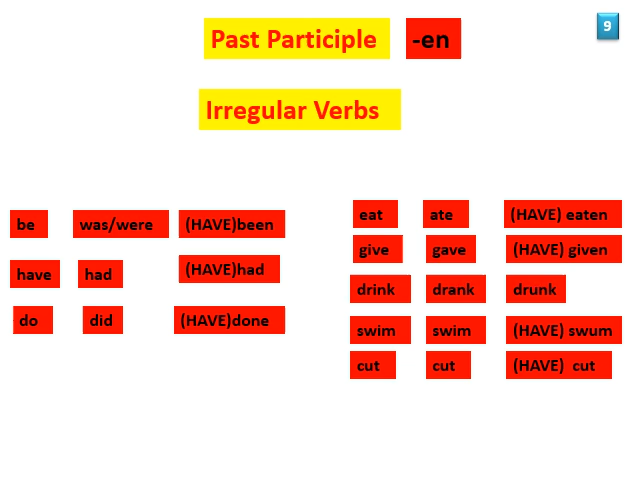 Past Participle -en
9
Irregular Verbs
be was/were (HAVE)been
have had (HAVE)had
do did (HAVE)done
eat ate (HAVE) eaten
give gave (HAVE) given
drink drank drunk
swim swim (HAVE) swum
cut cut (HAVE) cut